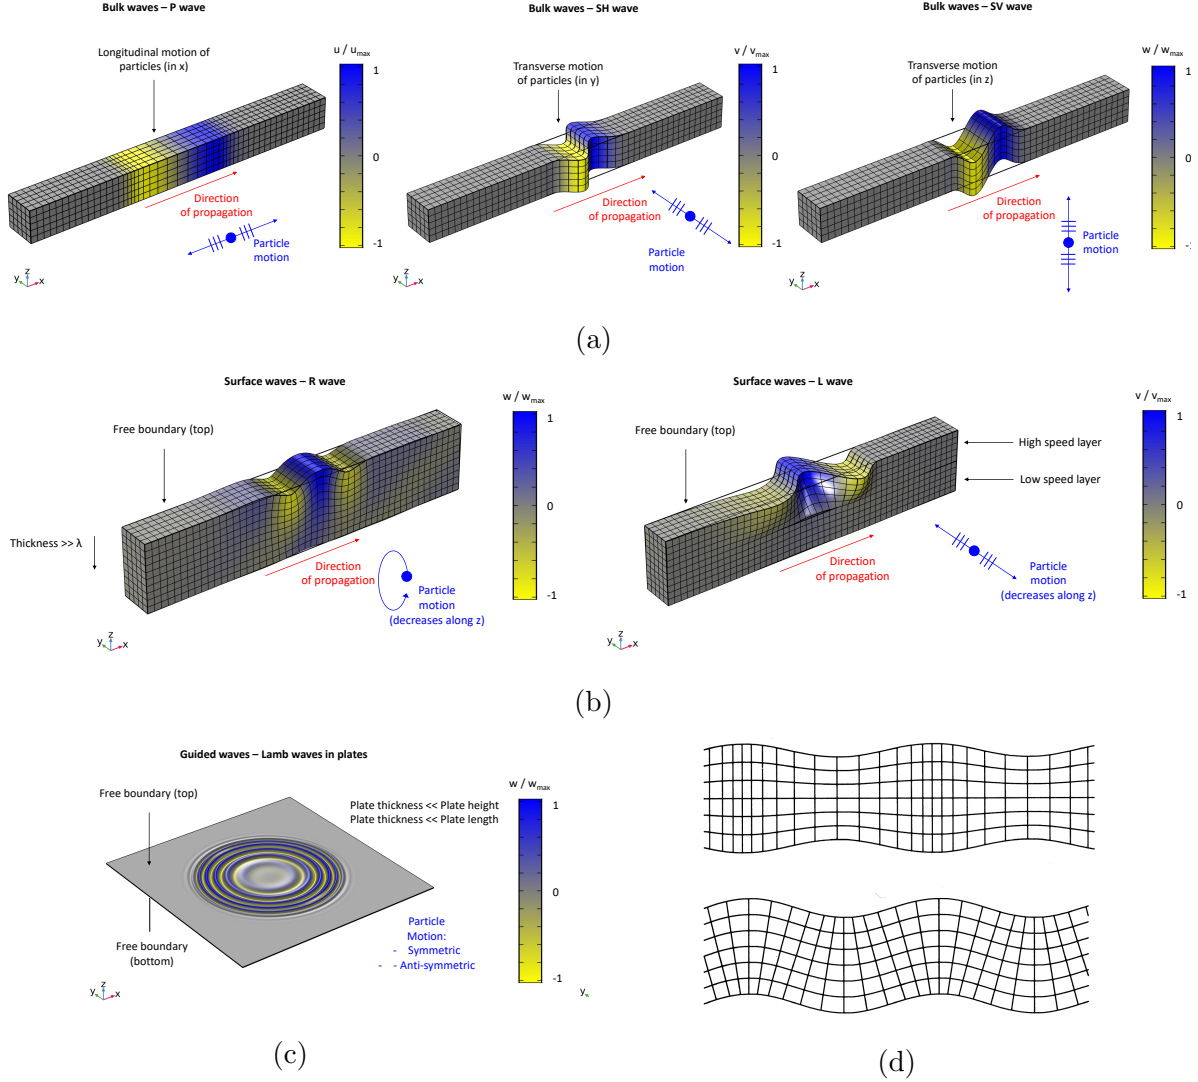 Bulk waves – P wave
Longitudinal motion of
particles (in x)
u / umax
1
0
-1
Direction
of propagation
Particle
motion
z
y
x
Bulk waves – SH wave
Transverse motion
of particles (in y)
v / vmax
1
0
-1
Direction
of propagation
Particle
motion
z
y
x
Bulk waves – SV wave
Transverse motion
of particles (in z)
w / wmax
1
0
-1
Direction
of propagation
Particle
motion
z
y
x
(a)
Surface waves – R wave
Free boundary (top)
w / wmax
1
0
-1
Thickness >> λ
Direction
of propagation
Particle
motion
(decreases along z)
z
y
x
Surface waves – L wave
Free boundary (top)
v / vmax
1
0
-1
High speed layer
Low speed layer
Direction
of propagation
Particle
motion
(decreases along z)
z
y
x
(b)
Guided waves – Lamb waves in plates
Free boundary (top)
Plate thickness << Plate height
Plate thickness << Plate length
w / wmax
1
0
-1
Free boundary
(bottom)
Particle
Motion:
- Symmetric
- - Anti-symmetric
z
y
x
y
(c)
(d)